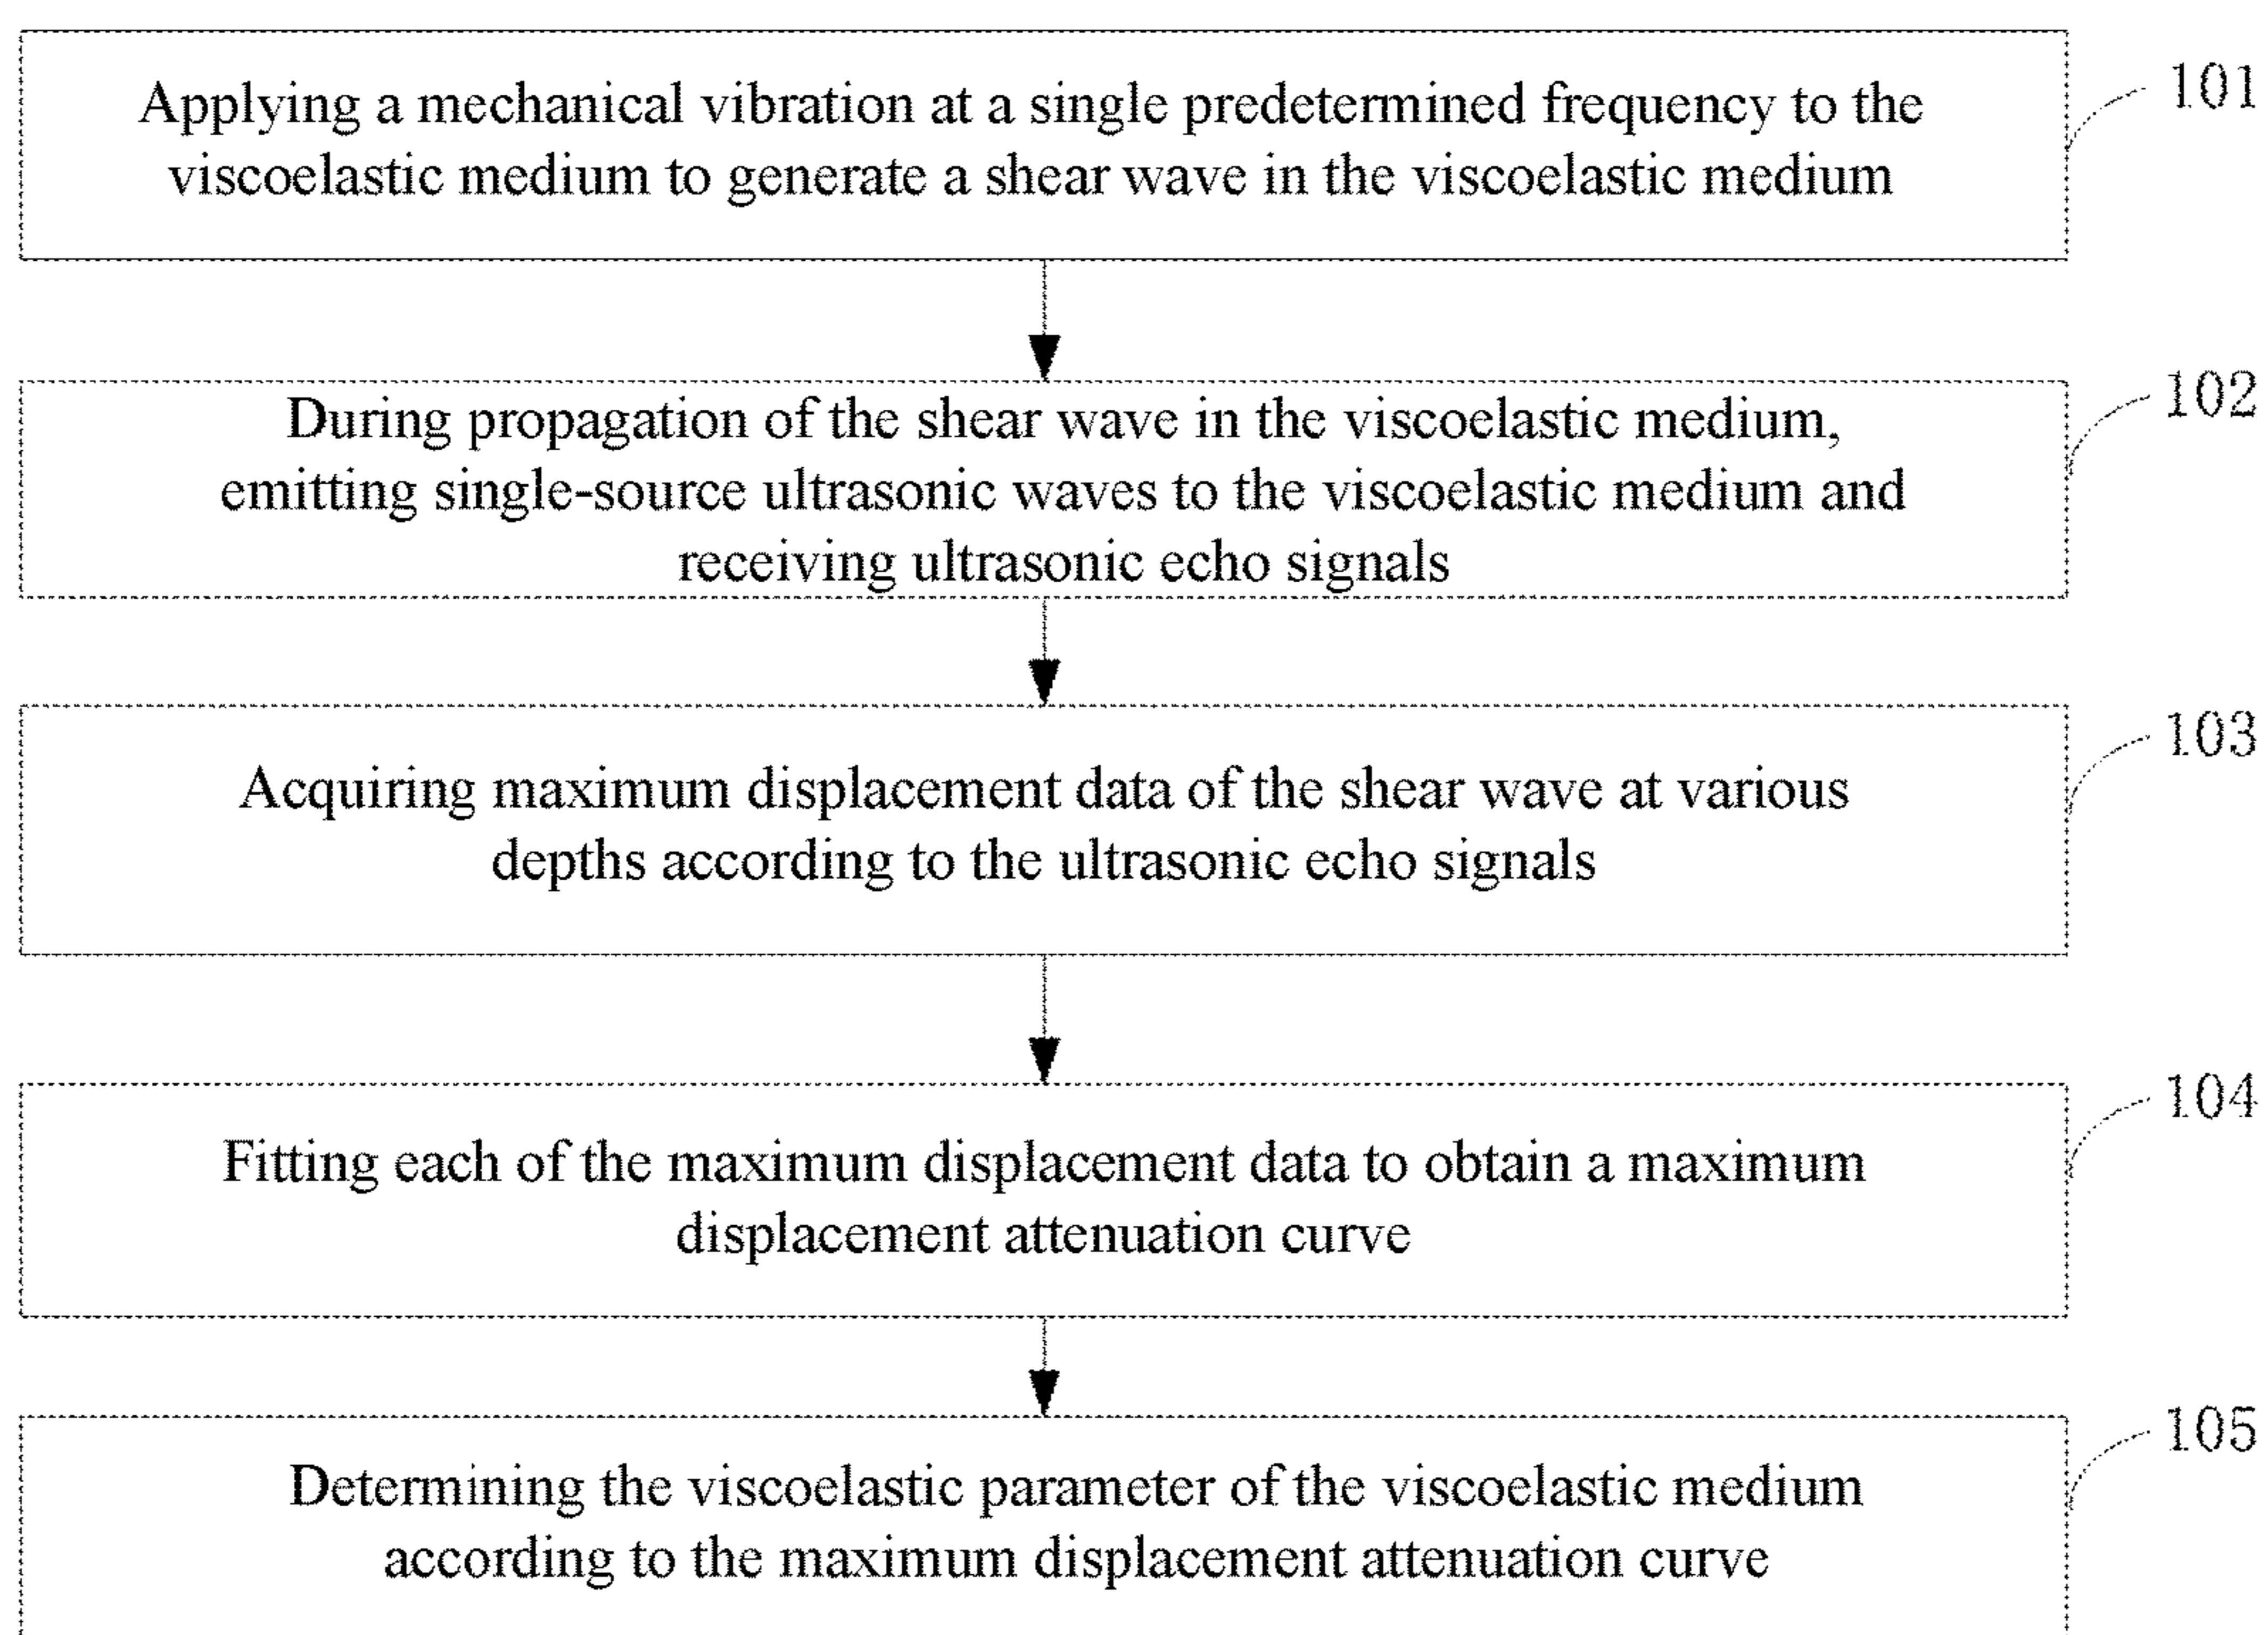 Applying a mechanical vibration at a single predetermined frequency to the
viscoelastic medium to generate a shear wave in the viscoelastic medium
101
During propagation of the shear wave in the viscoelastic medium,
emitting single-source ultrasonic waves to the viscoelastic medium and
receiving ultrasonic echo signals
102
Acquiring maximum displacement data of the shear wave at various
depths according to the ultrasonic echo signals
103
Fitting each of the maximum displacement data to obtain a maximum
displacement attenuation curve
104
Determining the viscoelastic parameter of the viscoelastic medium
according to the maximum displacement attenuation curve
105